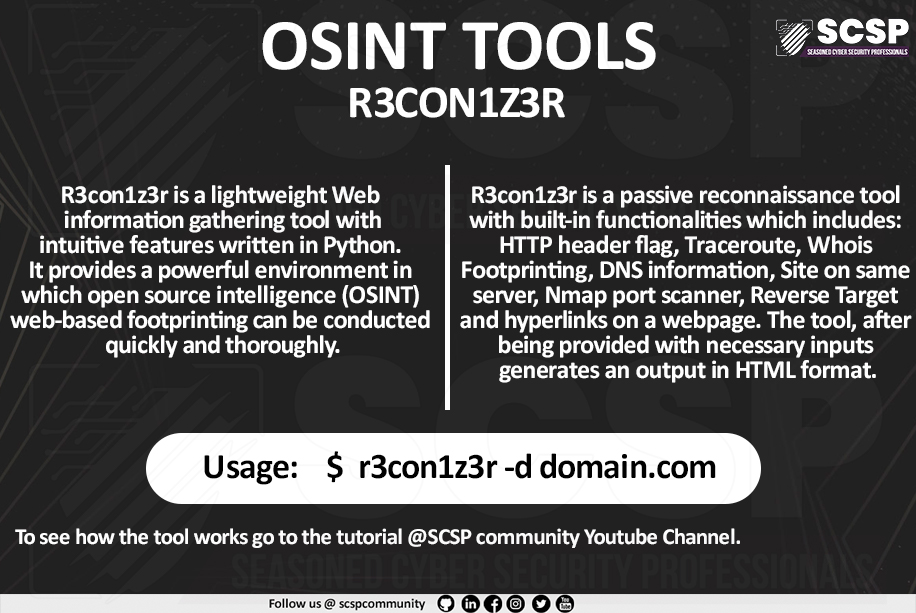 OSINT TOOLS
R3CON1Z3R
SCSP
SEASONED CYBER SECURITY PROFESSIONALS
R3con1z3r is a lightweight Web
information gathering tool with
intuitive features written in Python.
It provides a powerful environment in
which open source intelligence (OSINT)
web-based footprinting can be conducted
quickly and thoroughly.
R3con1z3r is a passive reconnaissance tool
with built-in functionalities which includes:
HTTP header flag, Traceroute, Whois
Footprinting, DNS information, Site on same
server, Nmap port scanner, Reverse Target
and hyperlinks on a webpage. The tool, after
being provided with necessary inputs
generates an output in HTML format.
Usage: $ r3con1z3r -d domain.com
To see how the tool works go to the tutorial @SCSP community Youtube Channel.
SEASONED CYBER SECURITY PROFESSIONALS
Follow us @ scspcommunity